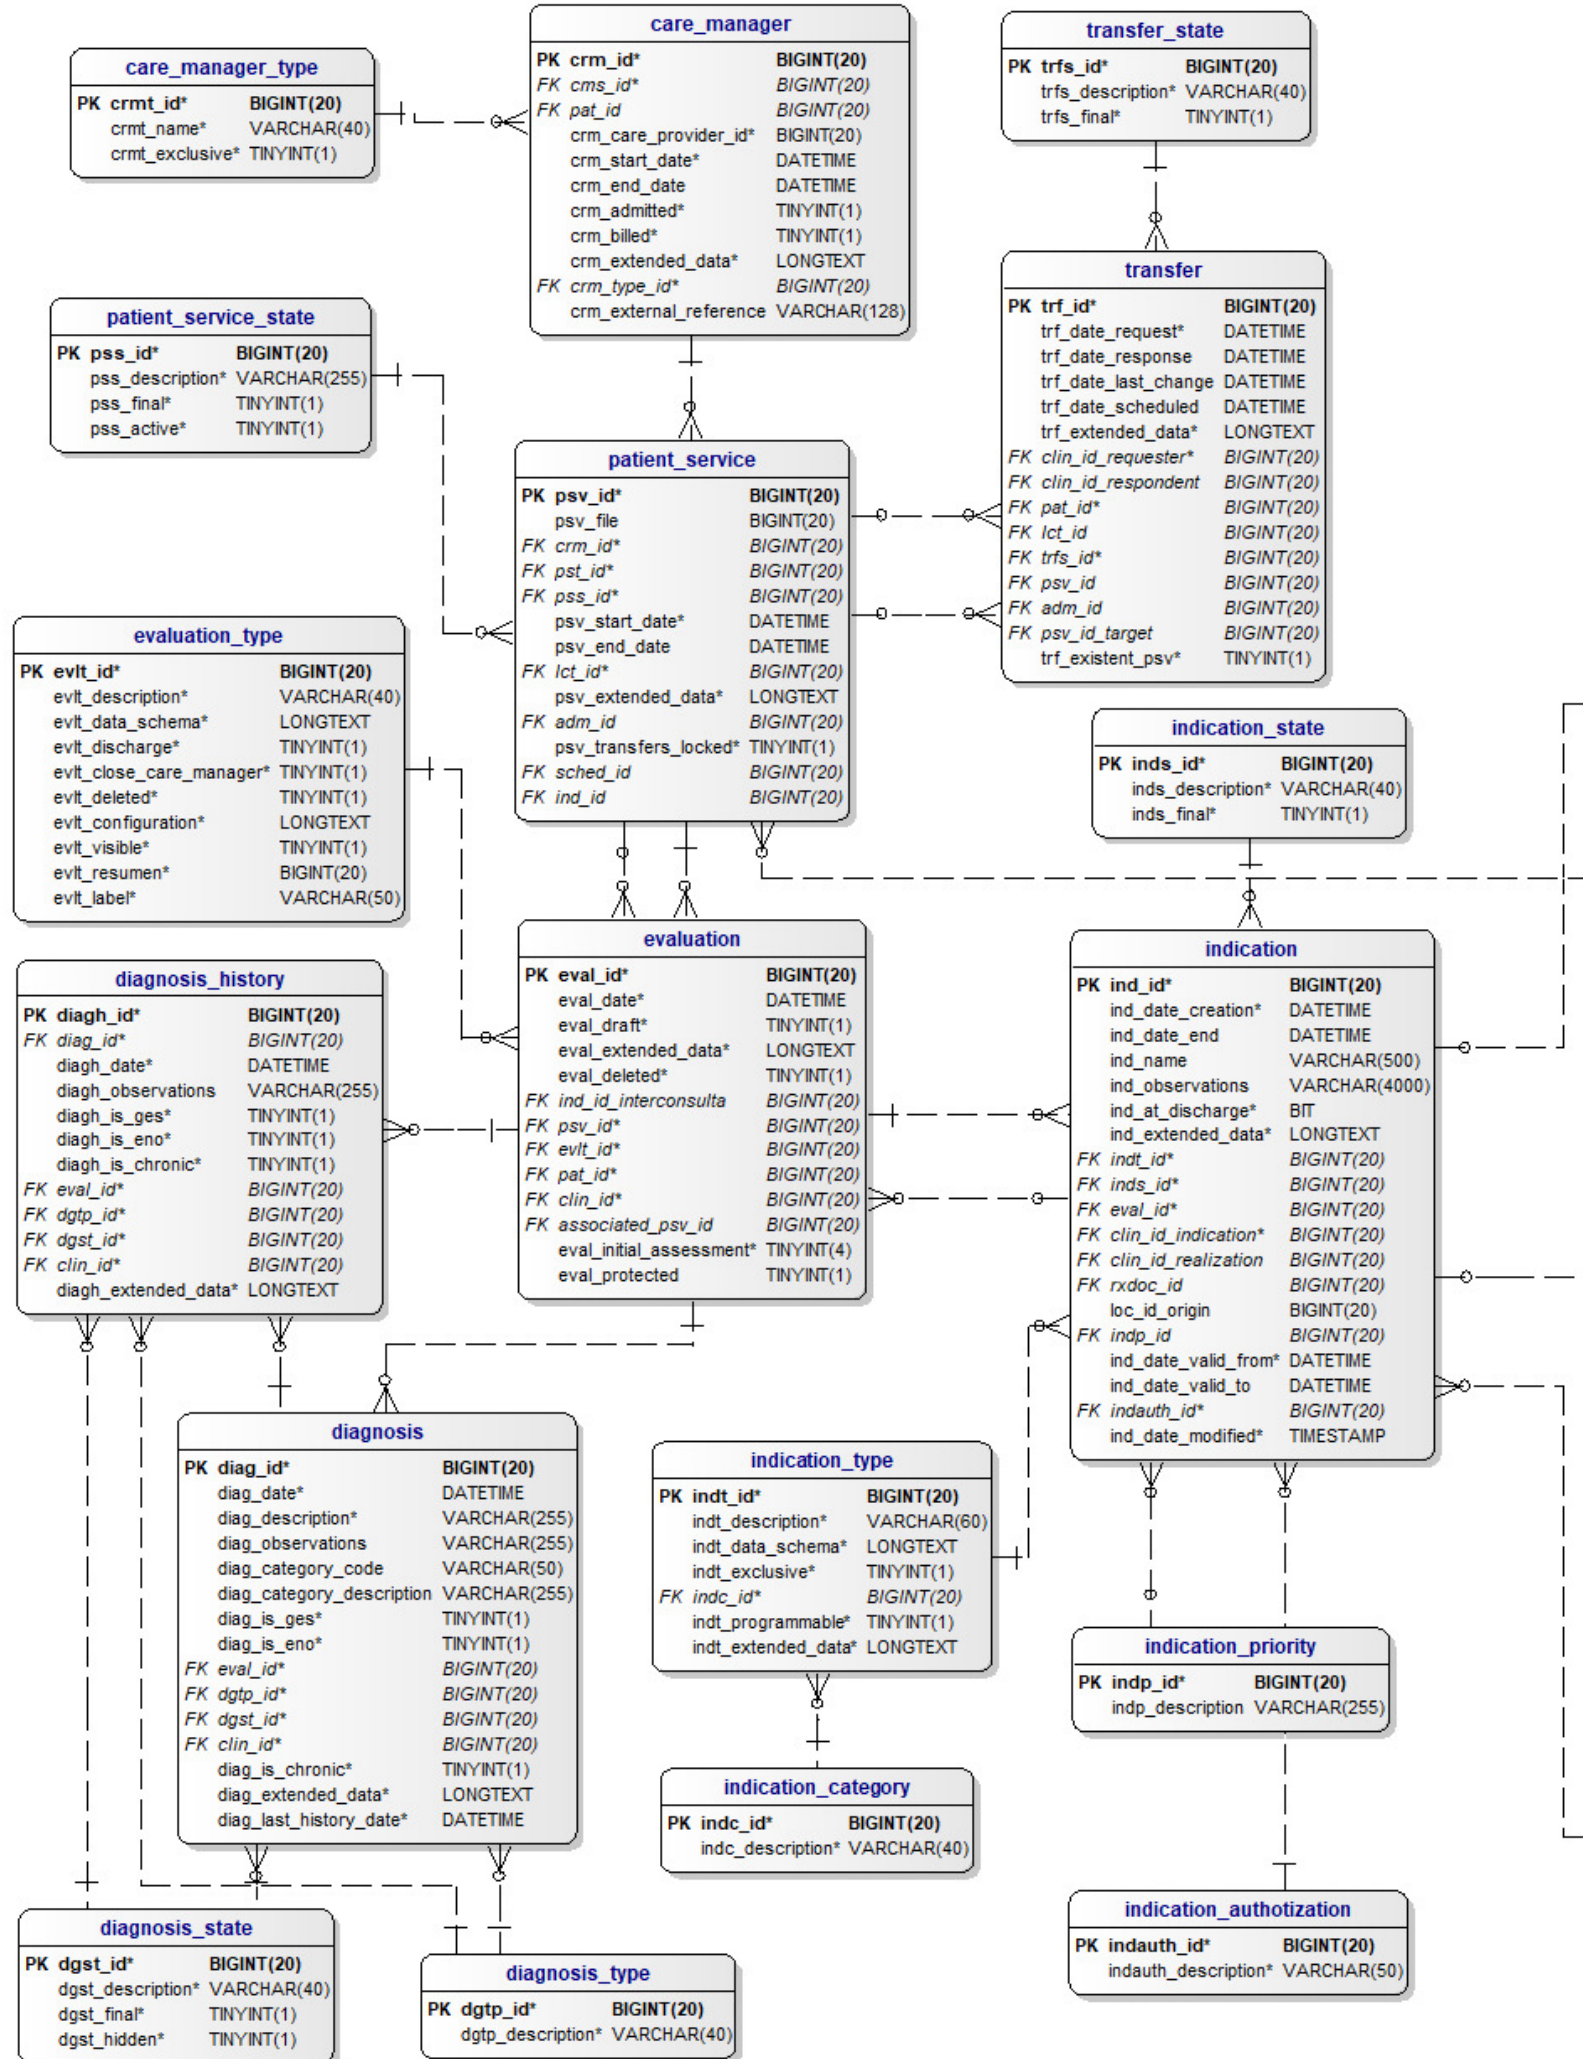 care_manager
PK crm_id* BIGINT(20)
FK cms_id* BIGINT(20)
FK pat_id BIGINT(20)
crm_care_provider_id* BIGINT(20)
crm_start_date* DATETIME
crm_end_date DATETIME
crm_admitted* TINYINT(1)
crm_billed* TINYINT(1)
crm_extended_data* LONGTEXT
FK crm_type_id* BIGINT(20)
crm_external_reference VARCHAR(128)
transfer_state
PK trfs_id* BIGINT(20)
trfs_description* VARCHAR(40)
trfs_final* TINYINT(1)
care_manager_type
PK crmt_id* BIGINT(20)
crmt_name* VARCHAR(40)
crmt_exclusive* TINYINT(1)
transfer
PK trf_id* BIGINT(20)
trf_date_request* DATETIME
trf_date_response DATETIME
trf_date_last_change DATETIME
trf_date_scheduled DATETIME
trf_extended_data* LONGTEXT
FK clin_id_requester* BIGINT(20)
FK clin_id_respondent BIGINT(20)
FK pat_id* BIGINT(20)
FK lct_id BIGINT(20)
FK trfs_id* BIGINT(20)
FK psv_id BIGINT(20)
FK adm_id BIGINT(20)
FK psv_id_target BIGINT(20)
trf_existent_psv* TINYINT(1)
patient_service_state
PK pss_id* BIGINT(20)
pss_description* VARCHAR(255)
pss_final* TINYINT(1)
pss_active* TINYINT(1)
patient_service
PK psv_id* BIGINT(20)
psv_file BIGINT(20)
FK crm_id* BIGINT(20)
FK pst_id* BIGINT(20)
FK pss_id* BIGINT(20)
psv_start_date* DATETIME
psv_end_date DATETIME
FK lct_id* BIGINT(20)
psv_extended_data* LONGTEXT
FK adm_id BIGINT(20)
psv_transfers_locked* TINYINT(1)
FK sched_id BIGINT(20)
FK ind_id BIGINT(20)
evaluation_type
PK evlt_id* BIGINT(20)
evlt_description* VARCHAR(40)
evlt_data_schema* LONGTEXT
evlt_discharge* TINYINT(1)
evlt_close_care_manager* TINYINT(1)
evlt_deleted* TINYINT(1)
evlt_configuration* LONGTEXT
evlt_visible* TINYINT(1)
evlt_resumen* BIGINT(20)
evlt_label* VARCHAR(50)
indication_state
PK inds_id* BIGINT(20)
inds_description* VARCHAR(40)
inds_final* TINYINT(1)
evaluation
PK eval_id* BIGINT(20)
eval_date* DATETIME
eval_draft* TINYINT(1)
eval_extended_data* LONGTEXT
eval_deleted* TINYINT(1)
FK ind_id_interconsulta BIGINT(20)
FK psv_id* BIGINT(20)
FK evlt_id* BIGINT(20)
FK pat_id* BIGINT(20)
FK clin_id* BIGINT(20)
FK associated_psv_id BIGINT(20)
eval_initial_assessment* TINYINT(4)
eval_protected TINYINT(1)
indication
PK ind_id* BIGINT(20)
ind_date_creation* DATETIME
ind_date_end DATETIME
ind_name VARCHAR(500)
ind_observations VARCHAR(4000)
ind_at_discharge* BIT
ind_extended_data* LONGTEXT
FK indt_id* BIGINT(20)
FK inds_id* BIGINT(20)
FK eval_id* BIGINT(20)
FK clin_id_indication* BIGINT(20)
FK clin_id_realization BIGINT(20)
FK rxdoc_id BIGINT(20)
loc_id_origin BIGINT(20)
FK indp_id BIGINT(20)
ind_date_valid_from* DATETIME
ind_date_valid_to DATETIME
FK indauth_id* BIGINT(20)
ind_date_modified* TIMESTAMP
diagnosis_history
PK diagh_id* BIGINT(20)
FK diag_id* BIGINT(20)
diagh_date* DATETIME
diagh_observations VARCHAR(255)
diagh_is_ges* TINYINT(1)
diagh_is_eno* TINYINT(1)
diagh_is_chronic* TINYINT(1)
FK eval_id* BIGINT(20)
FK dgtp_id* BIGINT(20)
FK dgst_id* BIGINT(20)
FK clin_id* BIGINT(20)
diagh_extended_data* LONGTEXT
diagnosis
PK diag_id* BIGINT(20)
diag_date* DATETIME
diag_description* VARCHAR(255)
diag_observations VARCHAR(255)
diag_category_code VARCHAR(50)
diag_category_description VARCHAR(255)
diag_is_ges* TINYINT(1)
diag_is_eno* TINYINT(1)
FK eval_id* BIGINT(20)
FK dgtp_id* BIGINT(20)
FK dgst_id* BIGINT(20)
FK clin_id* BIGINT(20)
diag_is_chronic* TINYINT(1)
diag_extended_data* LONGTEXT
diag_last_history_date* DATETIME
indication_type
PK indt_id* BIGINT(20)
indt_description* VARCHAR(60)
indt_data_schema* LONGTEXT
indt_exclusive* TINYINT(1)
FK indc_id* BIGINT(20)
indt_programmable* TINYINT(1)
indt_extended_data* LONGTEXT
indication_priority
PK indp_id* BIGINT(20)
indp_description VARCHAR(255)
indication_category
PK indc_id* BIGINT(20)
indc_description* VARCHAR(40)
indication_authotization
PK indauth_id* BIGINT(20)
indauth_description* VARCHAR(50)
diagnosis_state
PK dgst_id* BIGINT(20)
dgst_description* VARCHAR(40)
dgst_final* TINYINT(1)
dgst_hidden* TINYINT(1)
diagnosis_type
PK dgtp_id* BIGINT(20)
dgtp_description* VARCHAR(40)